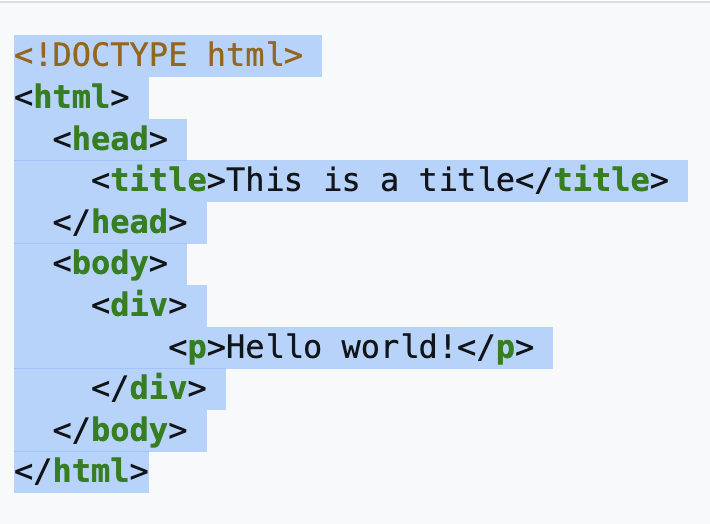 <!DOCTYPE html>
<html>
  <head>
    <title>This is a title</title>
  </head>
  <body>
    <div>
        <p>Hello world!</p>
    </div>
  </body>
</html>